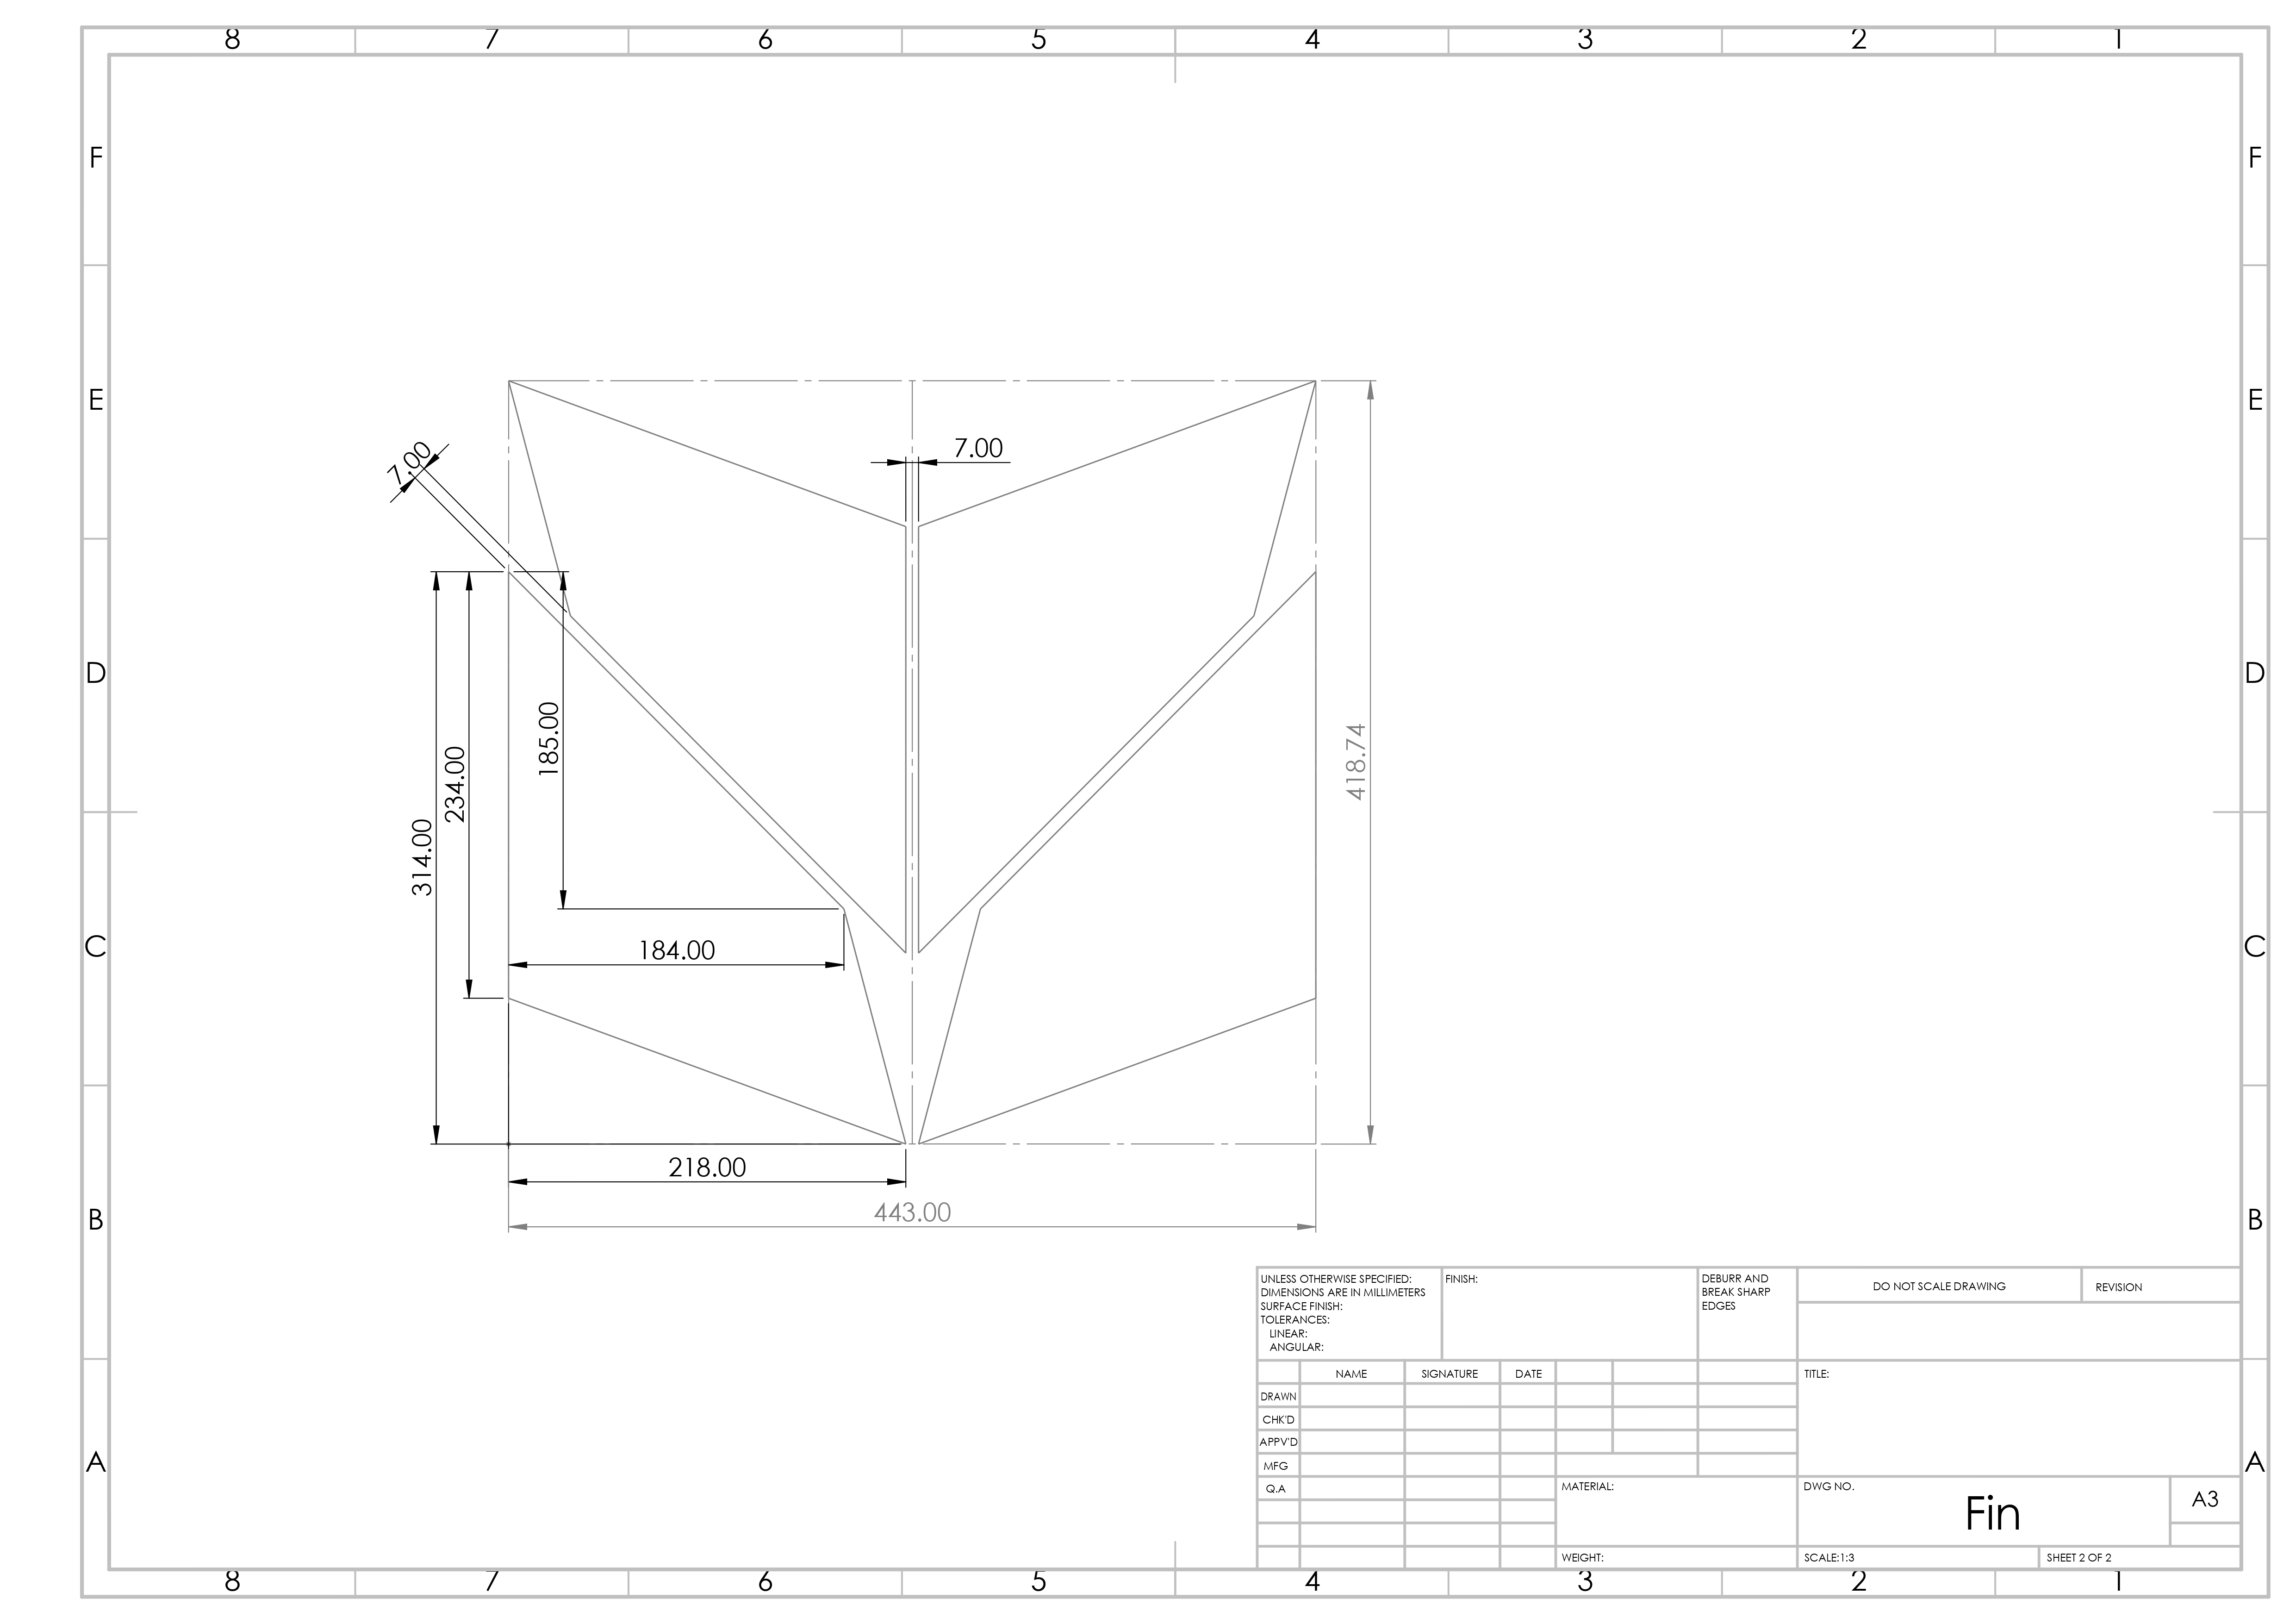 8 7 6 5 4 3 2 1
F F
E E
7.00
7.00
D D
185.00
418.74
234.00
314.00
184.00
C C
218.00
443.00
B B
UNLESS OTHERWISE SPECIFIED:
DIMENSIONS ARE IN MILLIMETERS
SURFACE FINISH:
TOLERANCES:
LINEAR:
ANGULAR:
FINISH:
DEBURR AND
BREAK SHARP
EDGES
DO NOT SCALE DRAWING
REVISION
NAME SIGNATURE DATE
TITLE:
DRAWN
CHK'D
APPV'D
MFG
Q.A
A A
MATERIAL:
DWG NO.
Fin
A3
WEIGHT:
SCALE:1:3
SHEET 2 OF 2
8 7 6 5 4 3 2 1